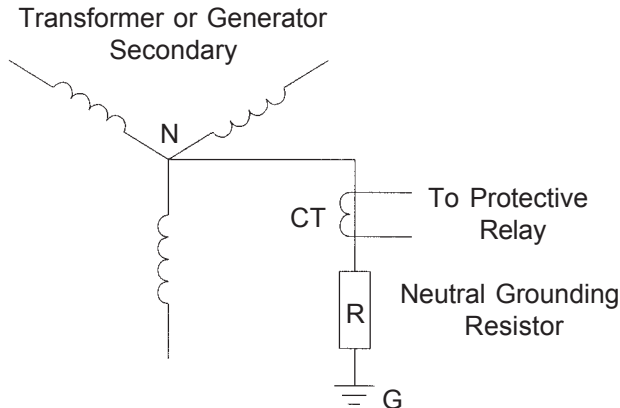 Transformer or Generator
Secondary
N
CT
To Protective
Relay
R
Neutral Grounding
Resistor
G